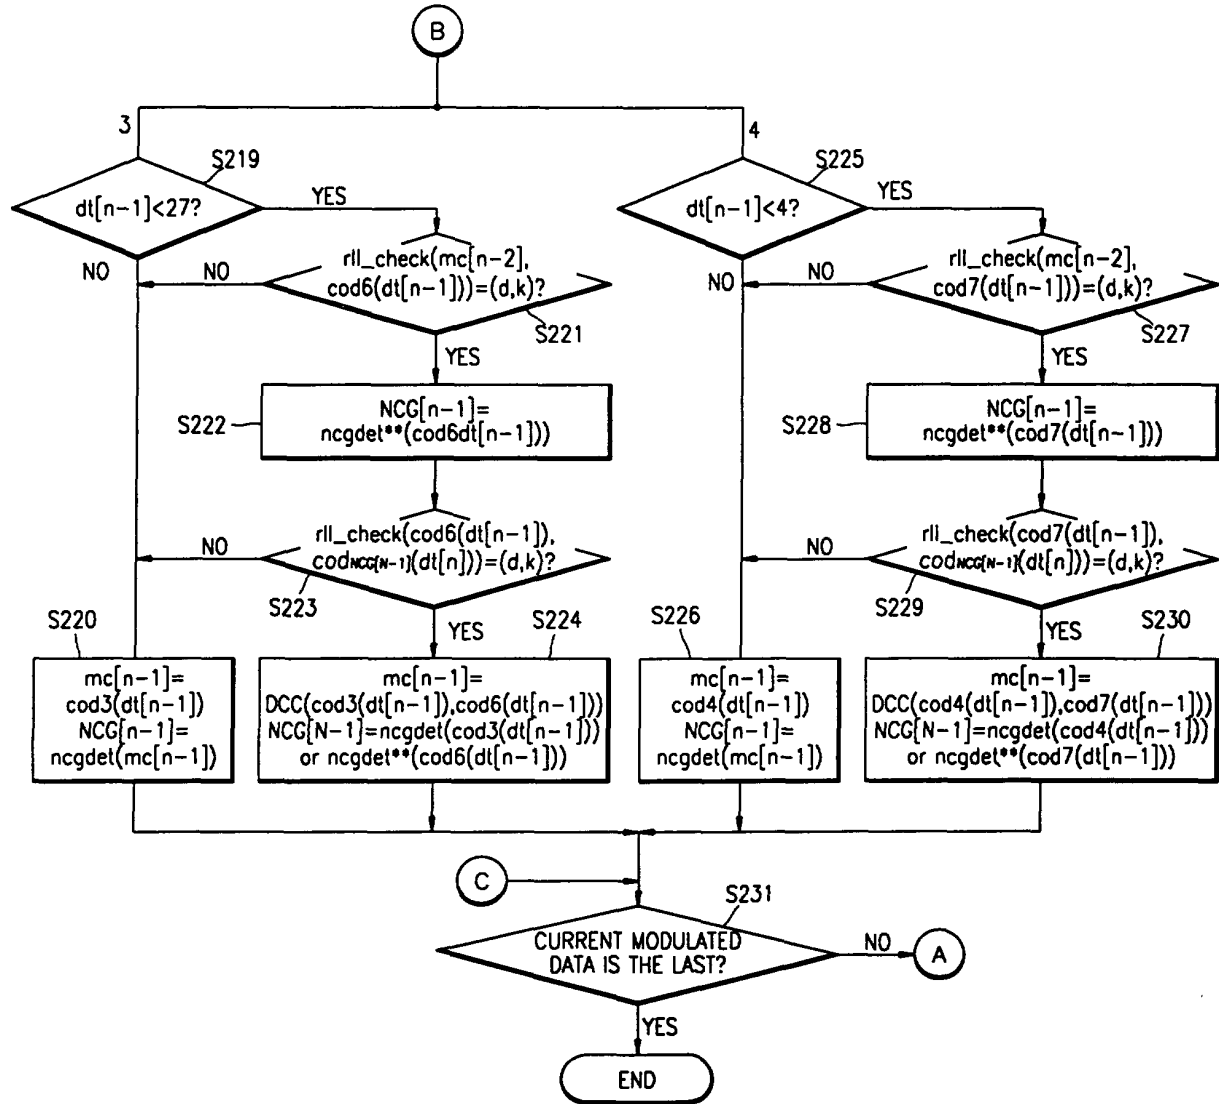 B
3
4
S219
S225
dt[n-1]<27?
YES
dt[n-1]<4?
YES
NO
NO
rll_check(mc[n-2],
cod6(dt[n-1]))=(d,k)?
NO
NO
rll_check(mc[n-2],
cod7(dt[n-1]))=(d,k)?
S221
S227
YES
YES
S222
NCG[n-1]=
ncgdet**(cod6dt[n-1]))
S228
NCG[n-1]=
ncgdet**(cod7(dt[n-1]))
NO
rll_check(cod6(dt[n-1]),
codNCG[N-1](dt[n]))=(d,k)?
NO
rll_check(cod7(dt[n-1]),
codNCG[N-1](dt[n]))=(d,k)?
S223
S229
S220
YES
S224
S226
YES
S230
mc[n-1]=
cod3(dt[n-1])
NCG[n-1]=
ncgdet(mc[n-1])
mc[n-1]=
DCC(cod3(dt[n-1]),cod6(dt[n-1]))
NCG[N-1]=ncgdet(cod3(dt[n-1]))
or ncgdet**(cod6(dt[n-1]))
mc[n-1]=
cod4(dt[n-1])
NCG[n-1]=
ncgdet(mc[n-1])
mc[n-1]=
DCC(cod4(dt[n-1]),cod7(dt[n-1]))
NCG[N-1]=ncgdet(cod4(dt[n-1]))
or ncgdet**(cod7(dt[n-1]))
C
S231
CURRENT MODULATED
DATA IS THE LAST?
NO
A
YES
END